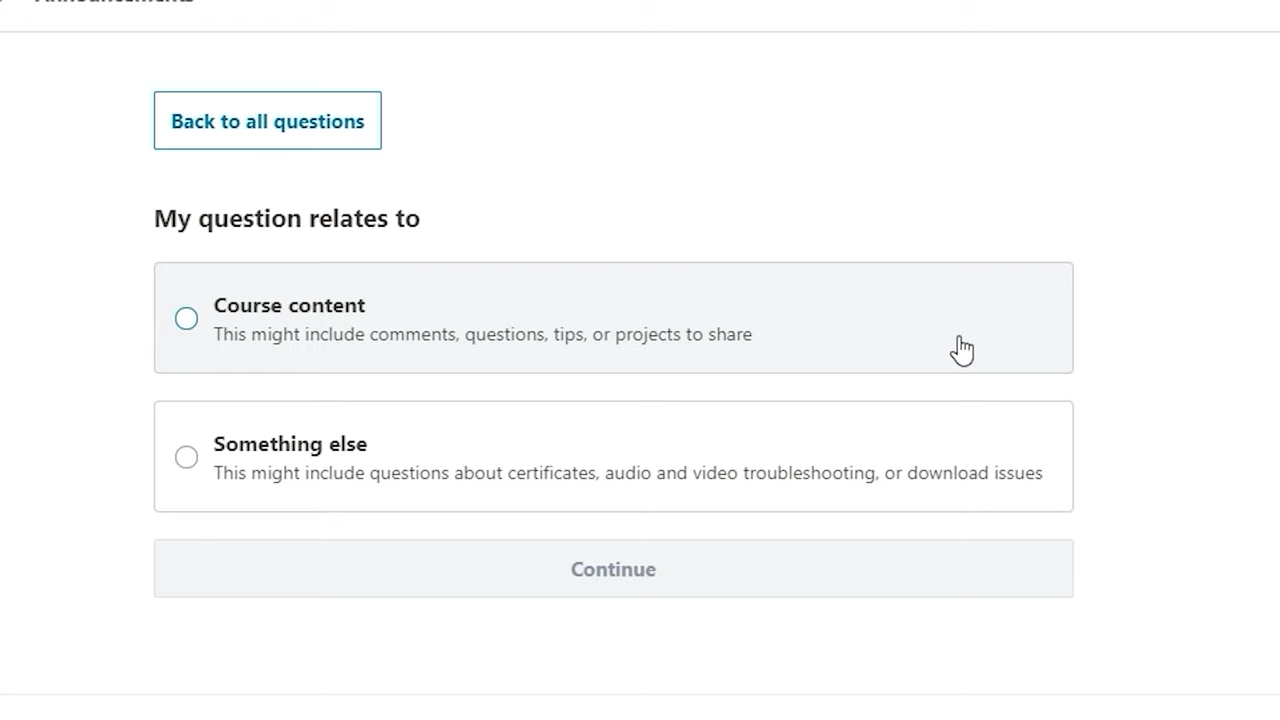 Announcements
Back to all questions
My question relates to
Course content
This might include comments, questions, tips, or projects to share
Something else
This might include questions about certificates, audio and video troubleshooting, or download issues
Continue